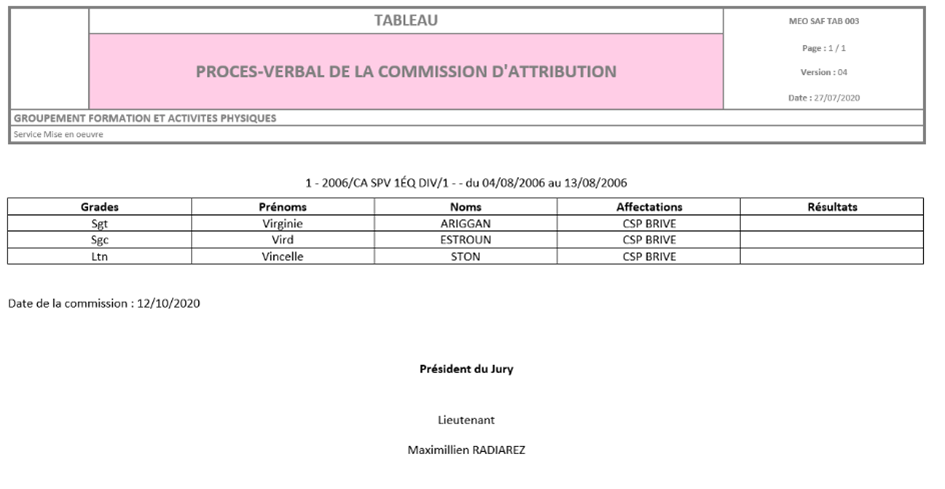 TABLEAU
MEO SAF TAB 003
PROCES-VERBAL DE LA COMMISSION D'ATTRIBUTION
Page : 1 / 1
Version : 04
Date : 27/07/2020
GROUPEMENT FORMATION ET ACTIVITES PHYSIQUES
Service Mise en oeuvre
1 - 2006/CA SPV 1ÉQ DIV/1 - - du 04/08/2006 au 13/08/2006
Grades Prénoms Noms Affectations Résultats
Sgt Virginie ARIGGAN CSP BRIVE
Sgc Vird ESTROUN CSP BRIVE
Ltn Vincelle STON CSP BRIVE
Date de la commission : 12/10/2020
Président du Jury
Lieutenant
Maximillien RADIAREZ